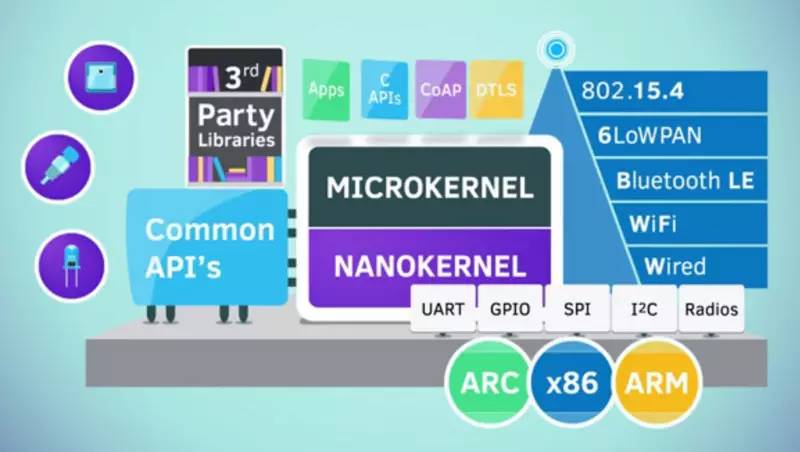 3rd
Party
Libraries
Apps
C
APIs
CoAP
DTLS
802.15.4
6LoWPAN
Bluetooth LE
WiFi
Wired
Common
API's
MICROKERNEL
NANOKERNEL
UART
GPIO
SPI
I²C
Radios
ARC
x86
ARM